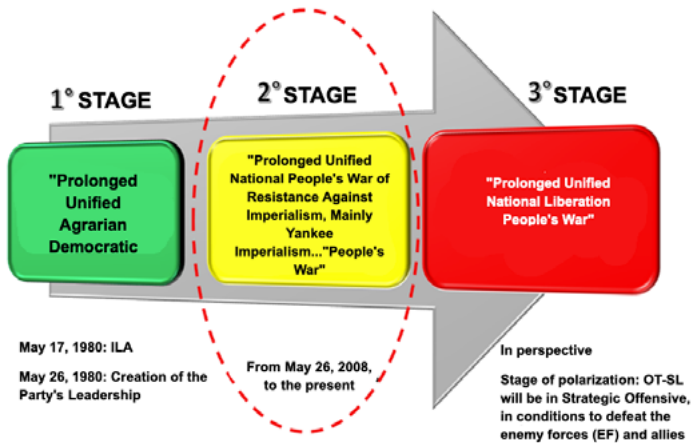 1° STAGE
2° STAGE
3° STAGE
"Prolonged
Unified
Agrarian
Democratic
"Prolonged Unified
National People's War of
Resistance Against
Imperialism, Mainly
Yankee
Imperialism..."People's
War"
"Prolonged Unified
National Liberation
People's War"
May 17, 1980: ILA
May 26, 1980: Creation of the
Party's Leadership
From May 26, 2008,
to the present
In perspective
Stage of polarization: OT-SL
will be in Strategic Offensive,
in conditions to defeat the
enemy forces (EF) and allies